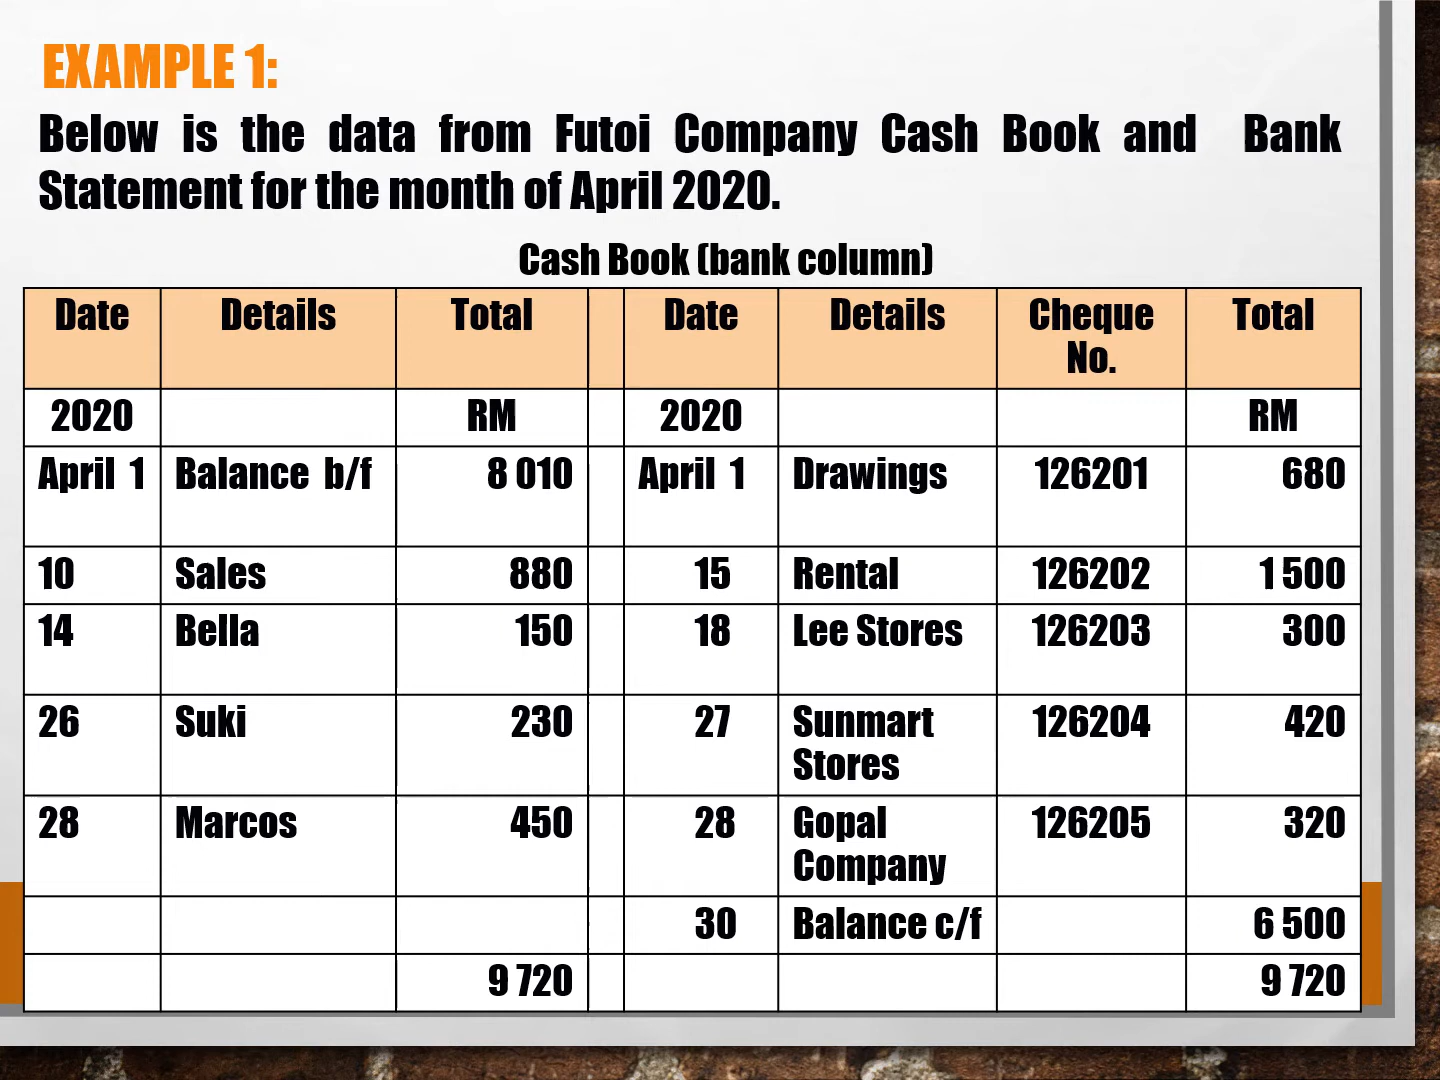 EXAMPLE 1:
Below is the data from Futoi Company Cash Book and Bank
Statement for the month of April 2020.
Cash Book (bank column)
Date Details Total Date Details Cheque No. Total
2020 RM 2020 RM
April 1 Balance b/f 8 010 April 1 Drawings 126201 680
10 Sales 880 15 Rental 126202 1 500
14 Bella 150 18 Lee Stores 126203 300
26 Suki 230 27 Sunmart Stores 126204 420
28 Marcos 450 28 Gopal Company 126205 320
30 Balance c/f 6 500
9 720 9 720